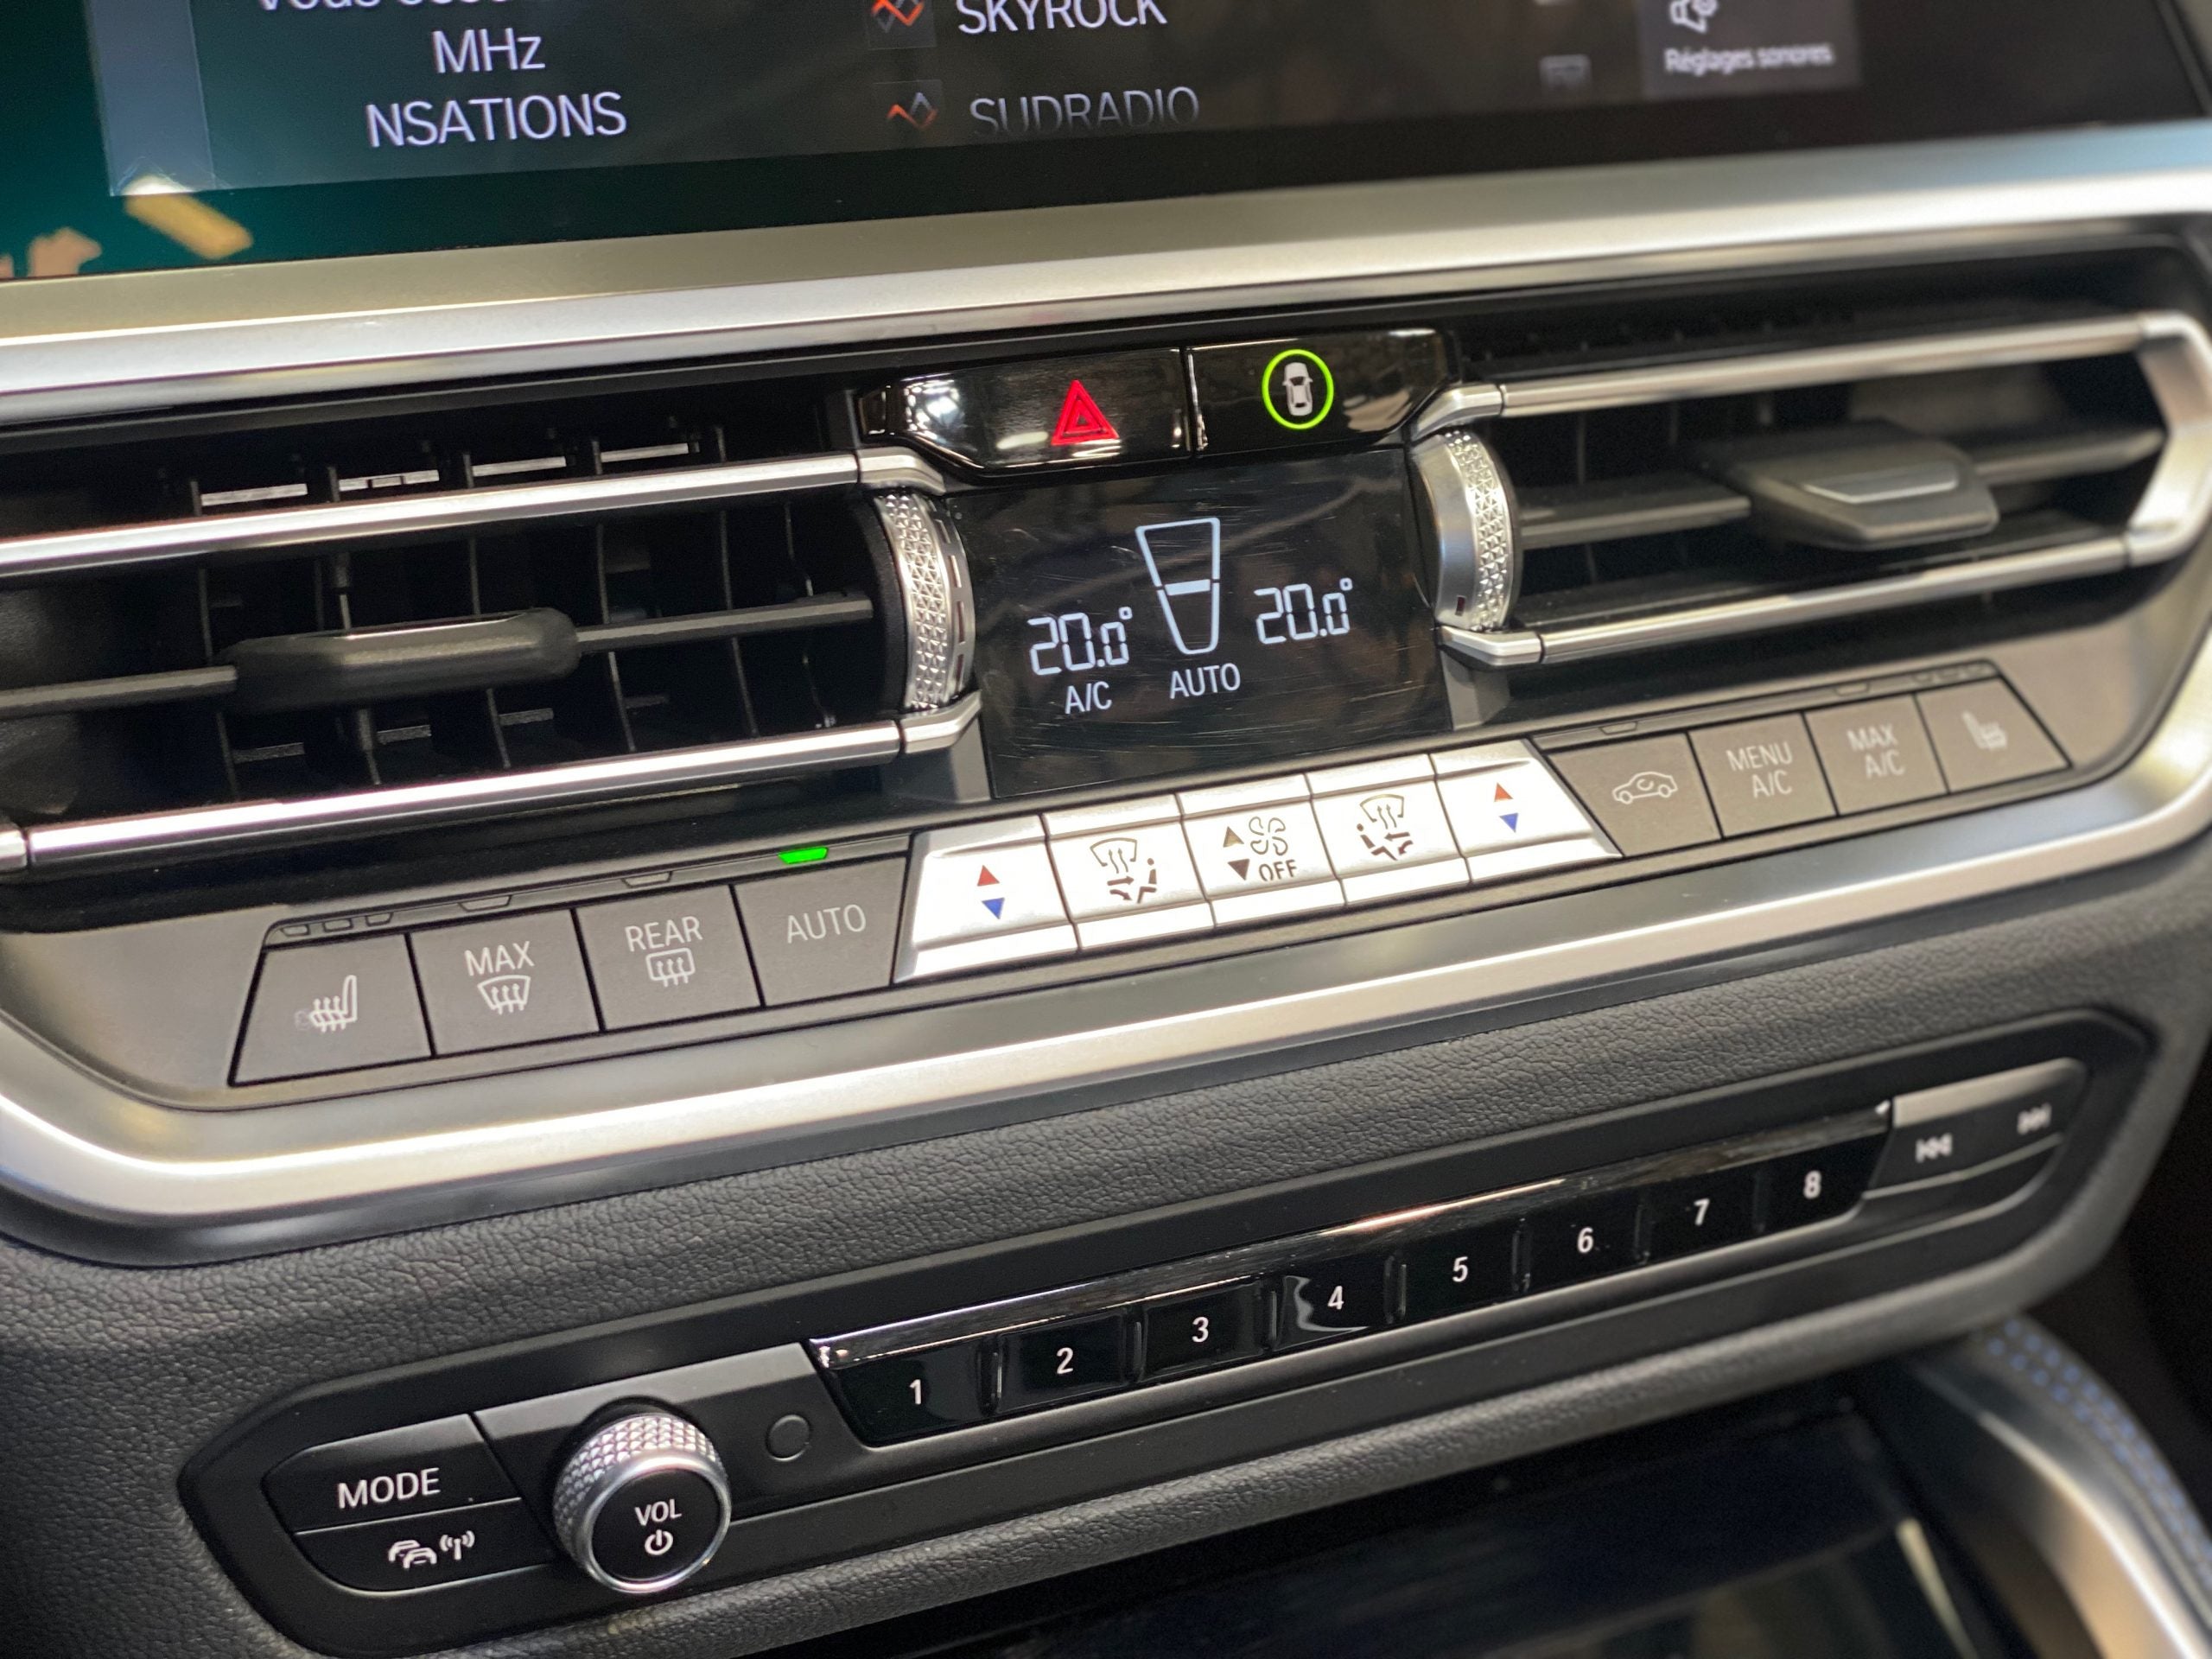 MHz
NSATIONS
SKYROCK
SUDRADIO
Réglages sonores
20.0° 20.0°
A/C AUTO
MAX
REAR
AUTO
OFF
MENU
A/C
MAX
A/C
1 2 3 4 5 6 7 8
MODE
VOL